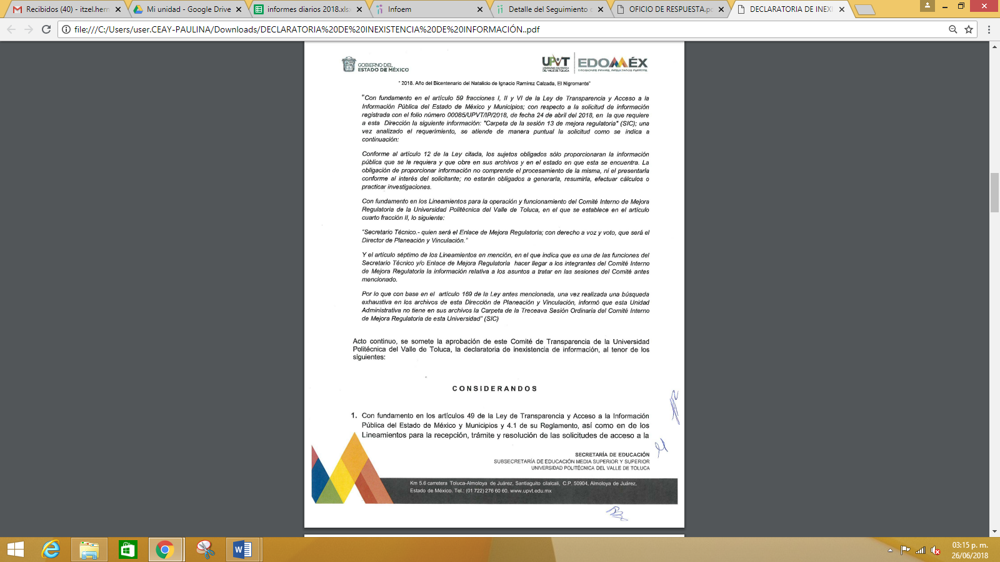 Recibidos (40) - itzel.hern
Mi unidad - Google Drive
informes diarios 2018.xls
Infoem
Detalle del Seguimiento
OFICIO DE RESPUESTA.p
DECLARATORIA DE INEX
file:///C:/Users/user.CEAY-PAULINA/Downloads/DECLARATORIA%20DE%20INEXISTENCIA%20DE%20INFORMACIÓN..pdf
GOBIERNO DEL
ESTADO DE MÉXICO
UPVT
UNIVERSIDAD POLITÉCNICA
DEL VALLE DE TOLUCA
EDOMÉX
DECISIONES FIRMES, RESULTADOS FUERTES.
" 2018. Año del Bicentenario del Natalicio de Ignacio Ramírez Calzada, El Nigromante"
"Con fundamento en el artículo 59 fracciones I, II y VI de la Ley de Transparencia y Acceso a la
Información Pública del Estado de México y Municipios; con respecto a la solicitud de información
registrada con el folio número 00085/UPVT/IP/2018, de fecha 24 de abril del 2018, en la que requiere
a esta Dirección la siguiente información: "Carpeta de la sesión 13 de mejora regulatoria" (SIC); una
vez analizado el requerimiento, se atiende de manera puntual la solicitud como se indica a
continuación:
Conforme al artículo 12 de la Ley citada, los sujetos obligados sólo proporcionaran la información
pública que se le requiera y que obre en sus archivos y en el estado en que esta se encuentra. La
obligación de proporcionar información no comprende el procesamiento de la misma, ni el presentarla
conforme al interés del solicitante; no estarán obligados a generarla, resumirla, efectuar cálculos o
practicar investigaciones.
Con fundamento en los Lineamientos para la operación y funcionamiento del Comité Interno de Mejora
Regulatoria de la Universidad Politécnica del Valle de Toluca, en el que se establece en el artículo
cuarto fracción II, lo siguiente:
"Secretario Técnico.- quien será el Enlace de Mejora Regulatoria; con derecho a voz y voto, que será el
Director de Planeación y Vinculación."
Y el artículo séptimo de los Lineamientos en mención, en el que indica que es una de las funciones del
Secretario Técnico y/o Enlace de Mejora Regulatoria hacer llegar a los integrantes del Comité Interno
de Mejora Regulatoria la información relativa a los asuntos a tratar en las sesiones del Comité antes
mencionado.
Por lo que con base en el artículo 169 de la Ley antes mencionada, una vez realizada una búsqueda
exhaustiva en los archivos de esta Dirección de Planeación y Vinculación, informó que esta Unidad
Administrativa no tiene en sus archivos la Carpeta de la Treceava Sesión Ordinaria del Comité Interno
de Mejora Regulatoria de esta Universidad" (SIC)
Acto continuo, se somete la aprobación de este Comité de Transparencia de la Universidad
Politécnica del Valle de Toluca, la declaratoria de inexistencia de información, al tenor de los
siguientes:
CONSIDERANDOS
1. Con fundamento en los artículos 49 de la Ley de Transparencia y Acceso a la Información
Pública del Estado de México y Municipios y 4.1 de su Reglamento, así como en de los
Lineamientos para la recepción, trámite y resolución de las solicitudes de acceso a la
SECRETARÍA DE EDUCACIÓN
SUBSECRETARÍA DE EDUCACIÓN MEDIA SUPERIOR Y SUPERIOR
UNIVERSIDAD POLITÉCNICA DEL VALLE DE TOLUCA
Km 5.6 carretera Toluca-Almoloya de Juárez, Santiaguito cilalcali, C.P. 50904, Almoloya de Juárez,
Estado de México. Tel.: (01 722) 276 60 60. www.upvt.edu.mx
03:15 p. m.
26/06/2018